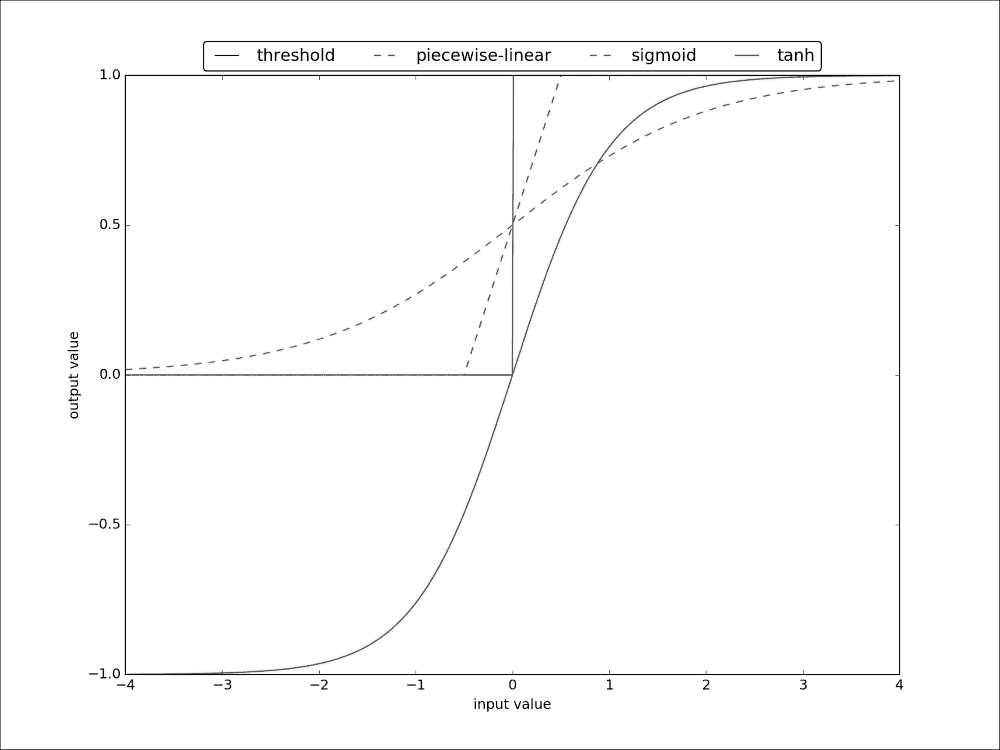 threshold piecewise-linear sigmoid tanh
1.0
0.5
0.0
−0.5
−1.0
output value
−4 −3 −2 −1 0 1 2 3 4
input value